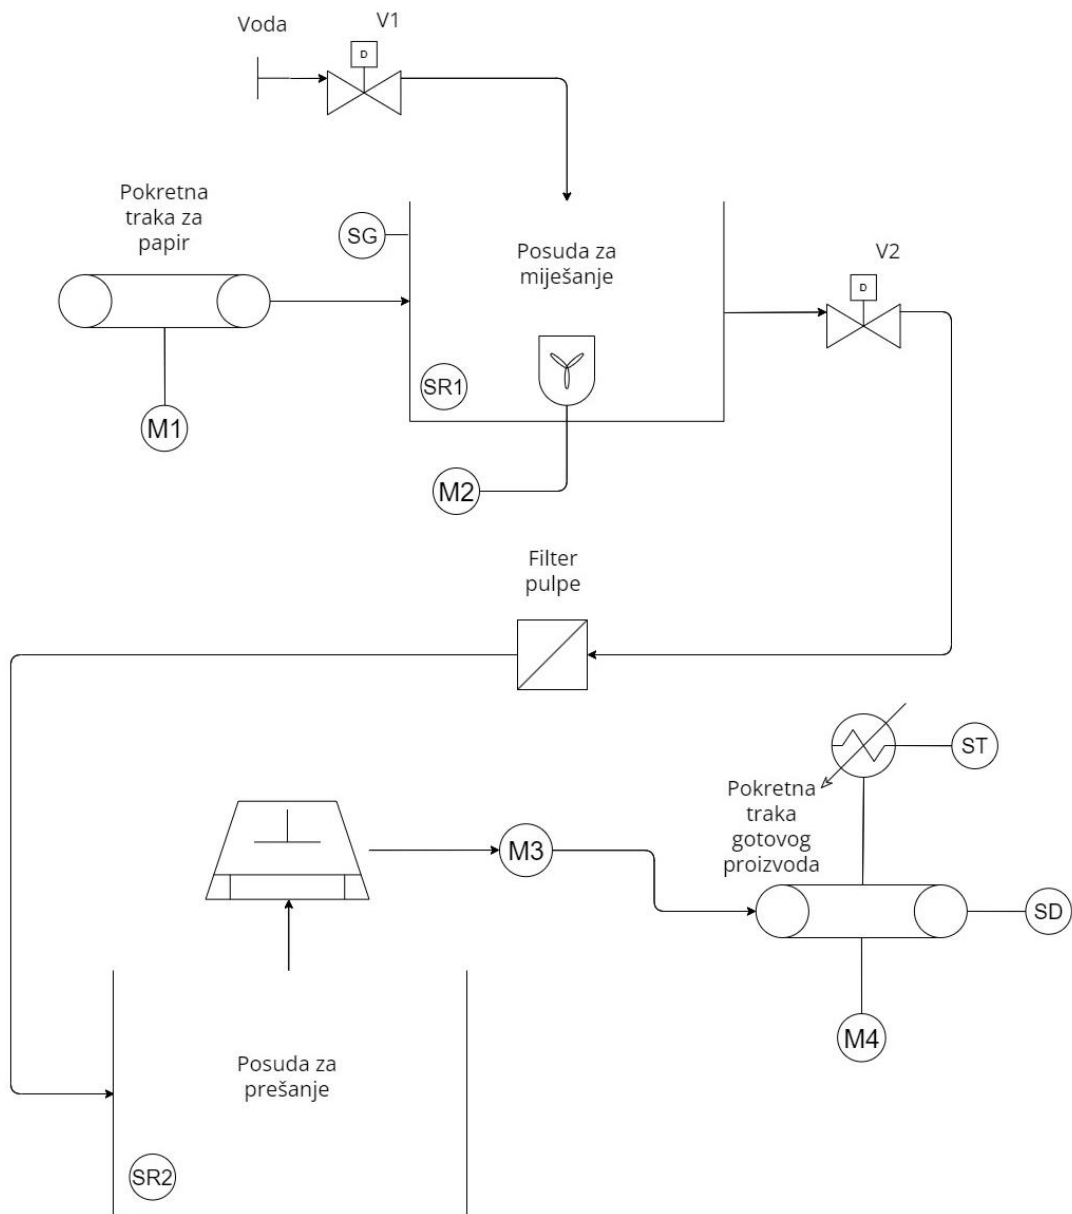 Voda
V1
D
Pokretna
traka za
papir
SG
Posuda za
miješanje
V2
D
SR1
M1
M2
Filter
pulpe
ST
Pokretna
traka
gotovog
proizvoda
M3
SD
M4
Posuda za
prešanje
SR2